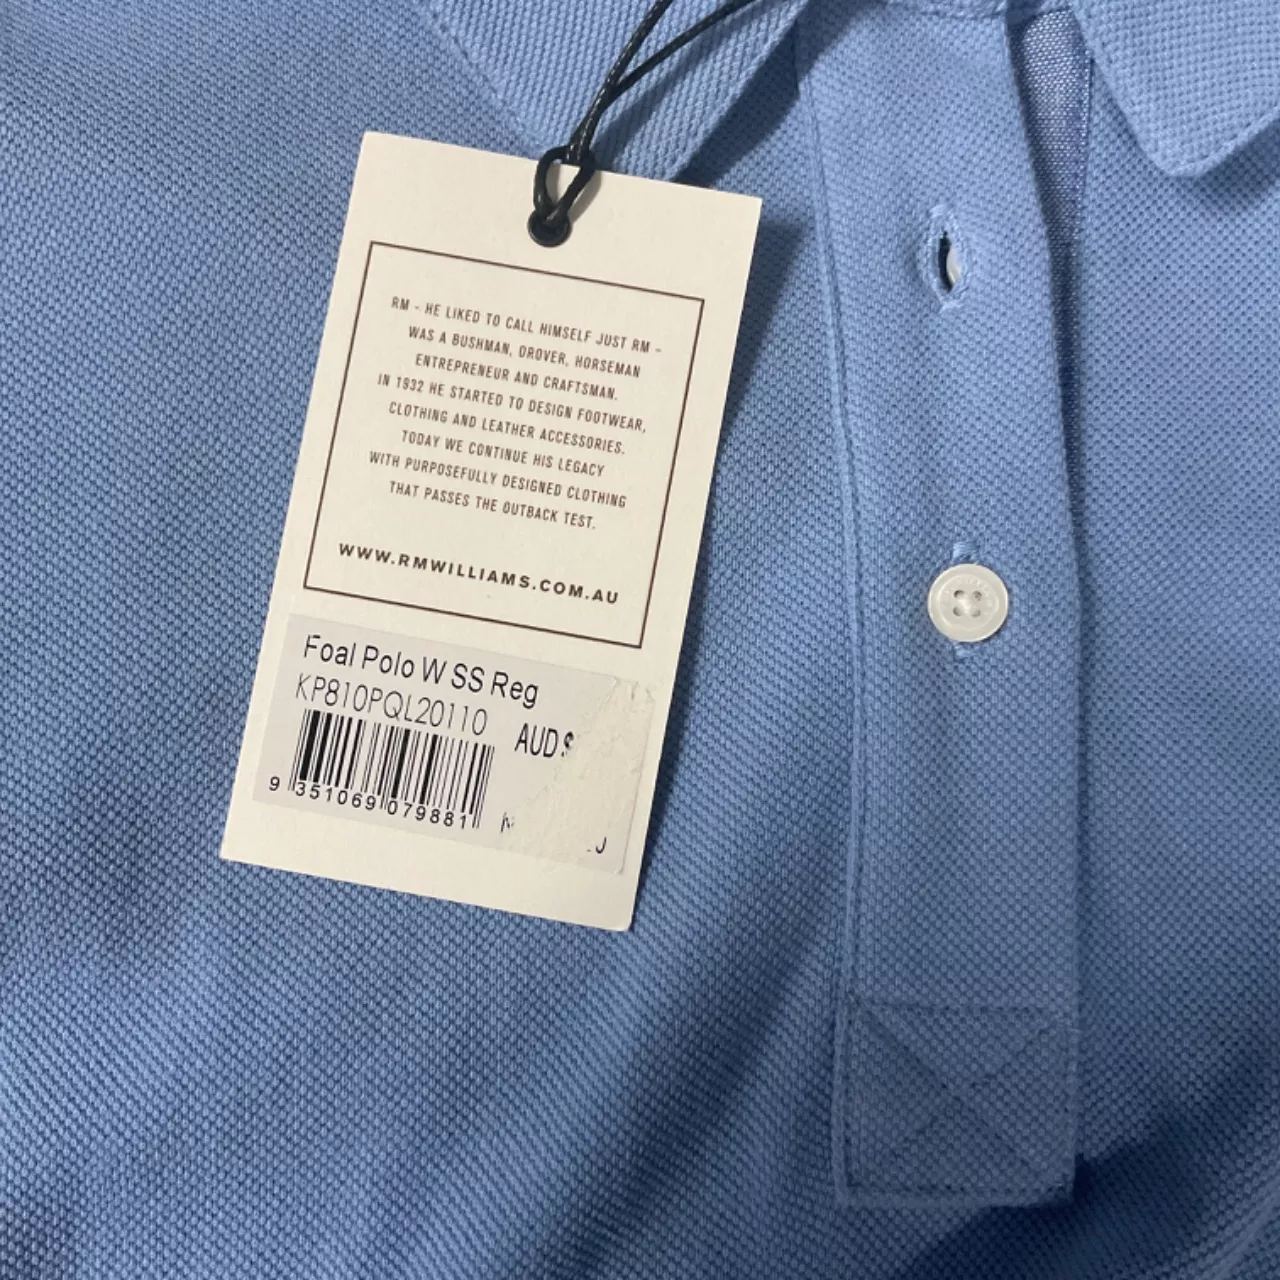 RM - HE LIKED TO CALL HIMSELF JUST RM -
WAS A BUSHMAN, DROVER, HORSEMAN
ENTREPRENEUR AND CRAFTSMAN.
IN 1932 HE STARTED TO DESIGN FOOTWEAR,
CLOTHING AND LEATHER ACCESSORIES.
TODAY WE CONTINUE HIS LEGACY
WITH PURPOSEFULLY DESIGNED CLOTHING
THAT PASSES THE OUTBACK TEST.
WWW.RMWILLIAMS.COM.AU
Foal Polo W SS Reg
KP810PQL20110
AUD $
9 351069 079881